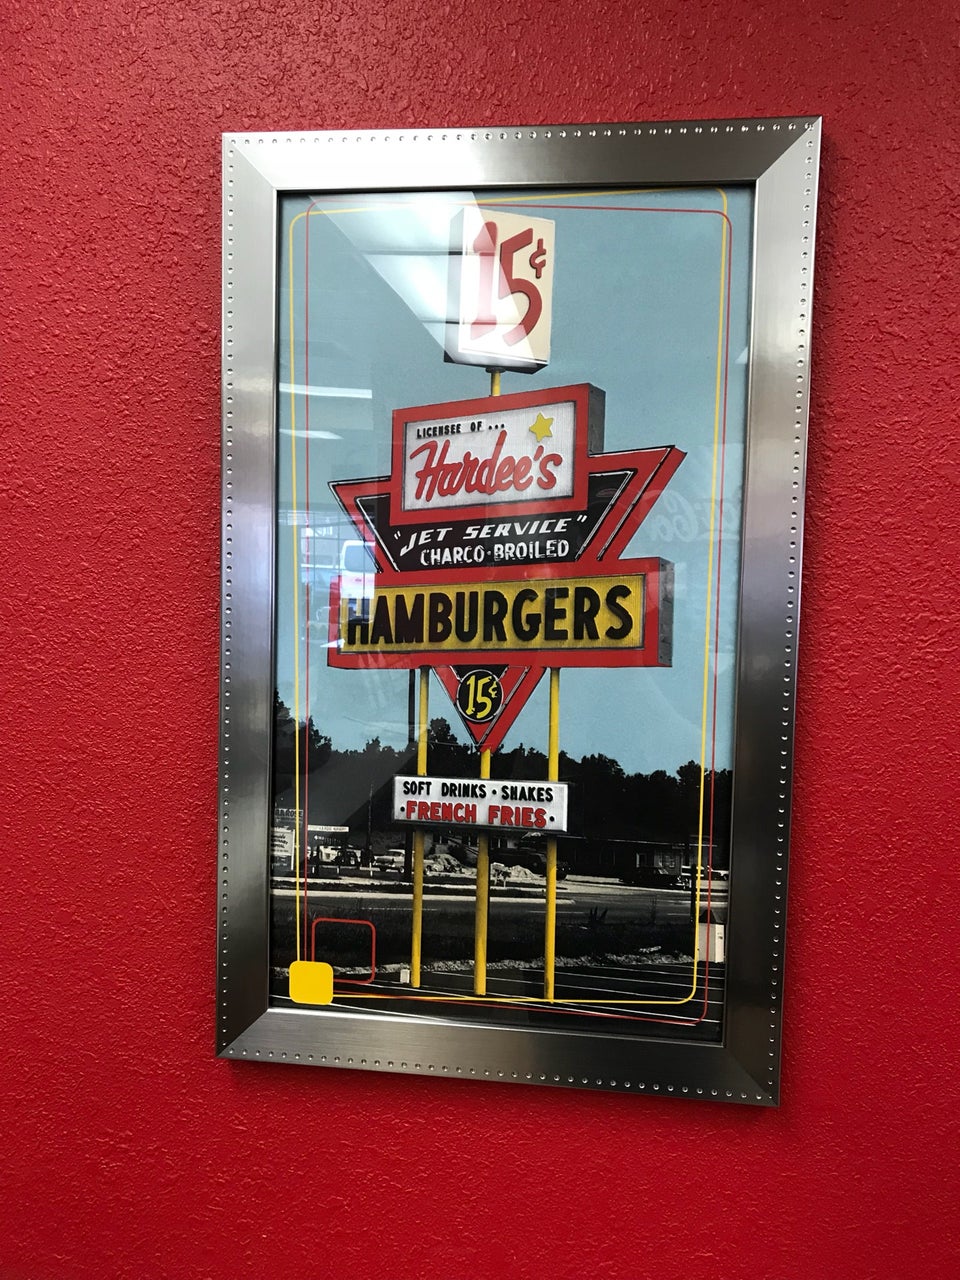 15¢
LICENSEE OF ...
Hardee's
"JET SERVICE"
CHARCO-BROILED
HAMBURGERS
15¢
SOFT DRINKS · SHAKES
·FRENCH FRIES·